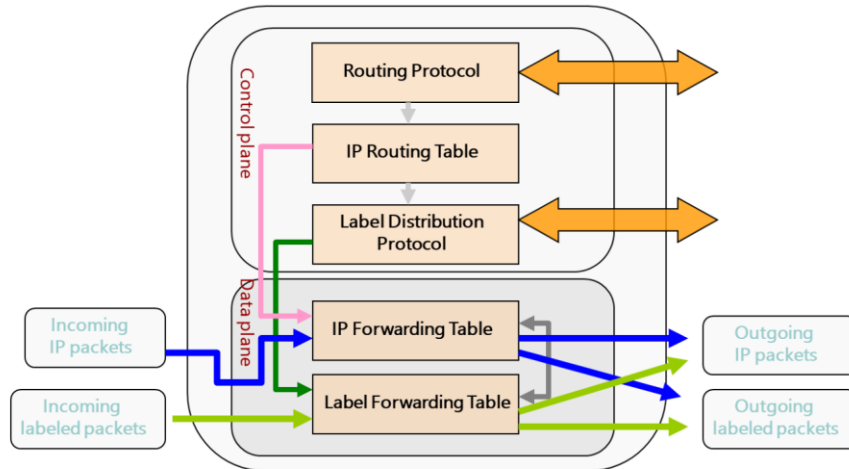 Control plane
Routing Protocol
IP Routing Table
Label Distribution
Protocol
Data plane
Incoming
IP packets
IP Forwarding Table
Outgoing
IP packets
Incoming
labeled packets
Label Forwarding Table
Outgoing
labeled packets